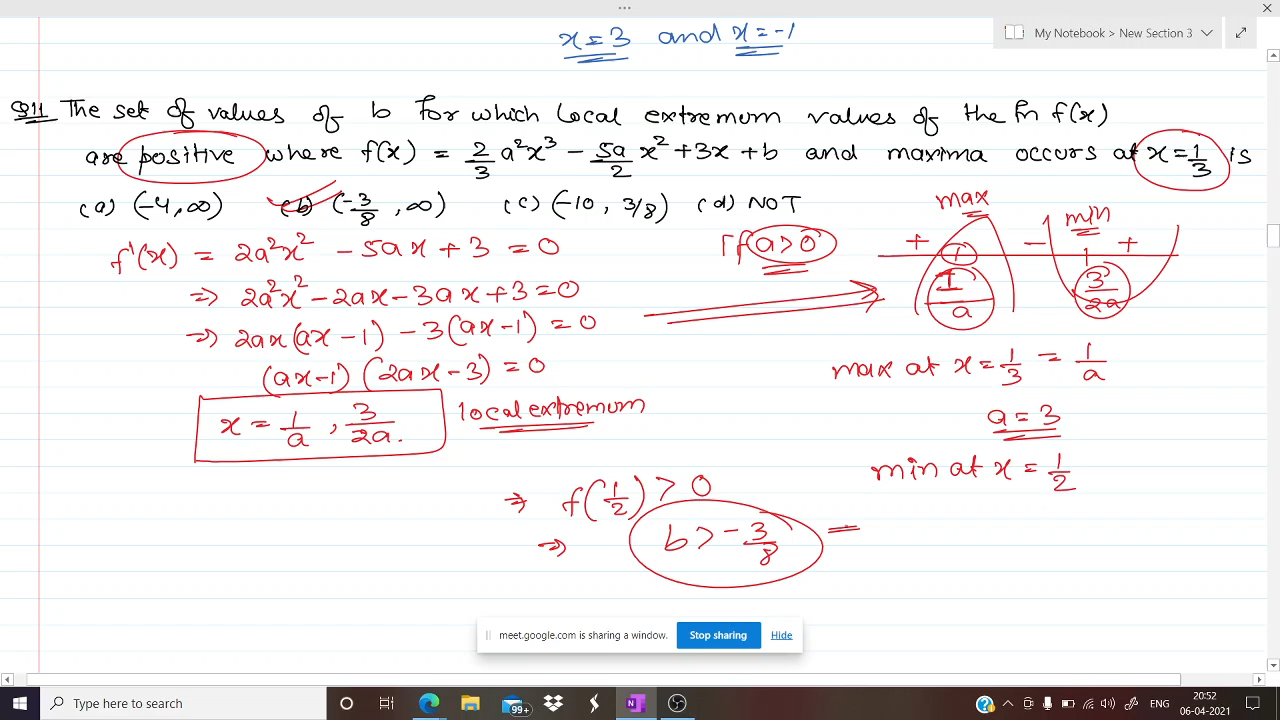 x = 3 and x = -1
My Notebook > New Section 3
Q11 The set of values of b for which local extremum values of the fn f(x)
are positive where f(x) = 2/3 a²x³ - 5a/2 x² + 3x + b and maxima occurs at x = 1/3 is
(a) (-4, ∞) (b) (-3/8, ∞) (c) (-10, 3/8) (d) NOT
f'(x) = 2a²x² - 5ax + 3 = 0
⇒ 2a²x² - 2ax - 3ax + 3 = 0
⇒ 2ax(ax - 1) - 3(ax - 1) = 0
(ax - 1) (2ax - 3) = 0
x = 1/a , 3/2a. local extremum
If a > 0
max min
+ - +
1/a 3/2a
max at x = 1/3 = 1/a
a = 3
min at x = 1/2
⇒ f(1/2) > 0
⇒ b > -3/8
meet.google.com is sharing a window. Stop sharing Hide
Type here to search
99+
ENG
20:52
06-04-2021